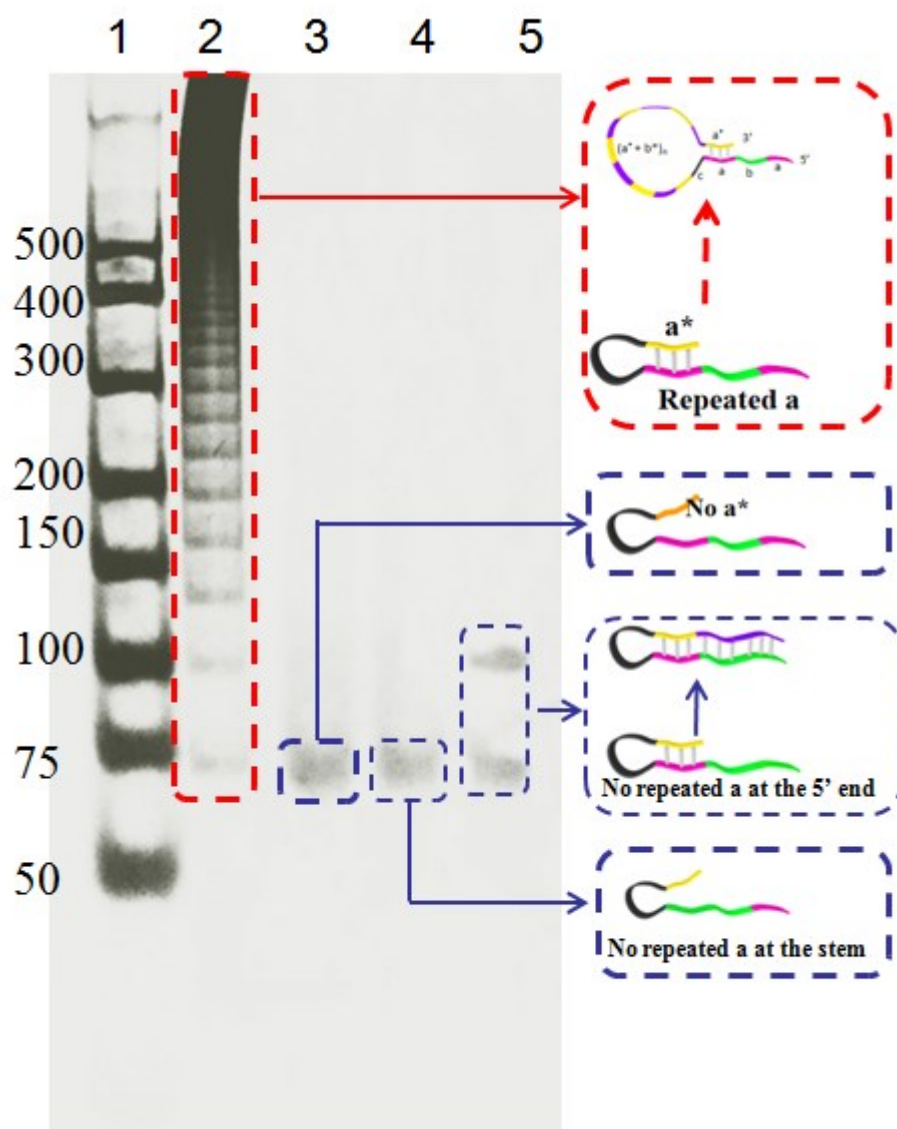 1 2 3 4 5
500
400
300
200
150
100
75
50
a* 3'
(a* + b*)n
c a b a 5'
a*
Repeated a
No a*
No repeated a at the 5' end
No repeated a at the stem